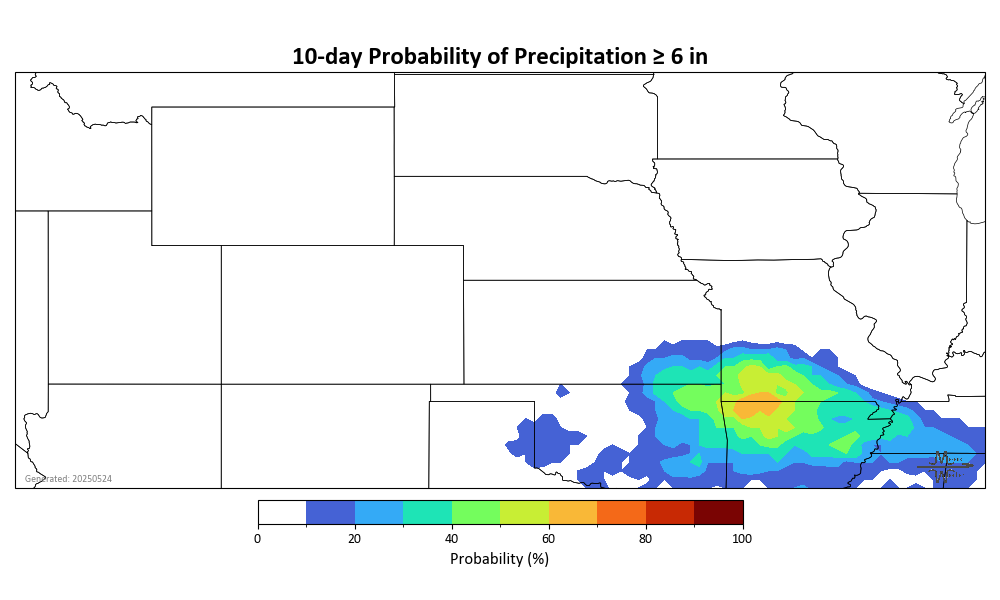 10-day Probability of Precipitation ≥ 6 in
Generated: 20250524
0 20 40 60 80 100
Probability (%)